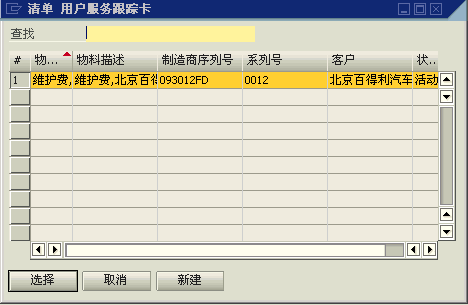 清单 用户服务跟踪卡
查找
# 物... 物料描述 制造商序列号 系列号 客户 状..
1 维护费, 维护费,北京百得 093012FD 0012 北京百得利汽车 活动
选择 取消 新建